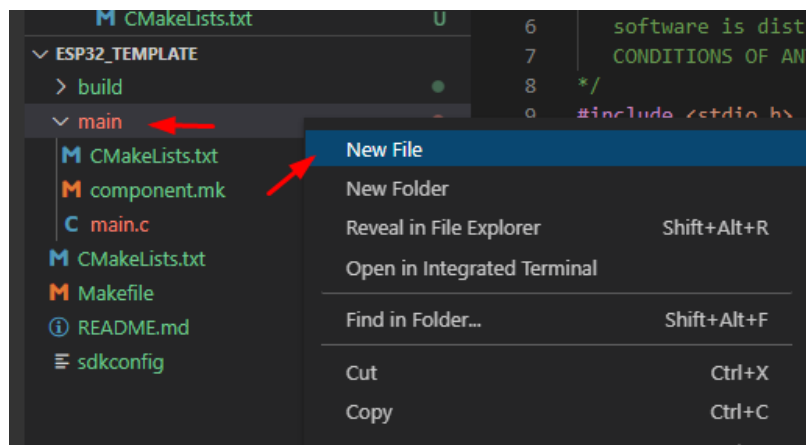 CMakeLists.txt U
ESP32_TEMPLATE
build
main
CMakeLists.txt
component.mk
C main.c
CMakeLists.txt
Makefile
README.md
sdkconfig
6 software is dist
7 CONDITIONS OF AN
8 */
9 #include <stdio.h>
New File
New Folder
Reveal in File Explorer Shift+Alt+R
Open in Integrated Terminal
Find in Folder... Shift+Alt+F
Cut Ctrl+X
Copy Ctrl+C